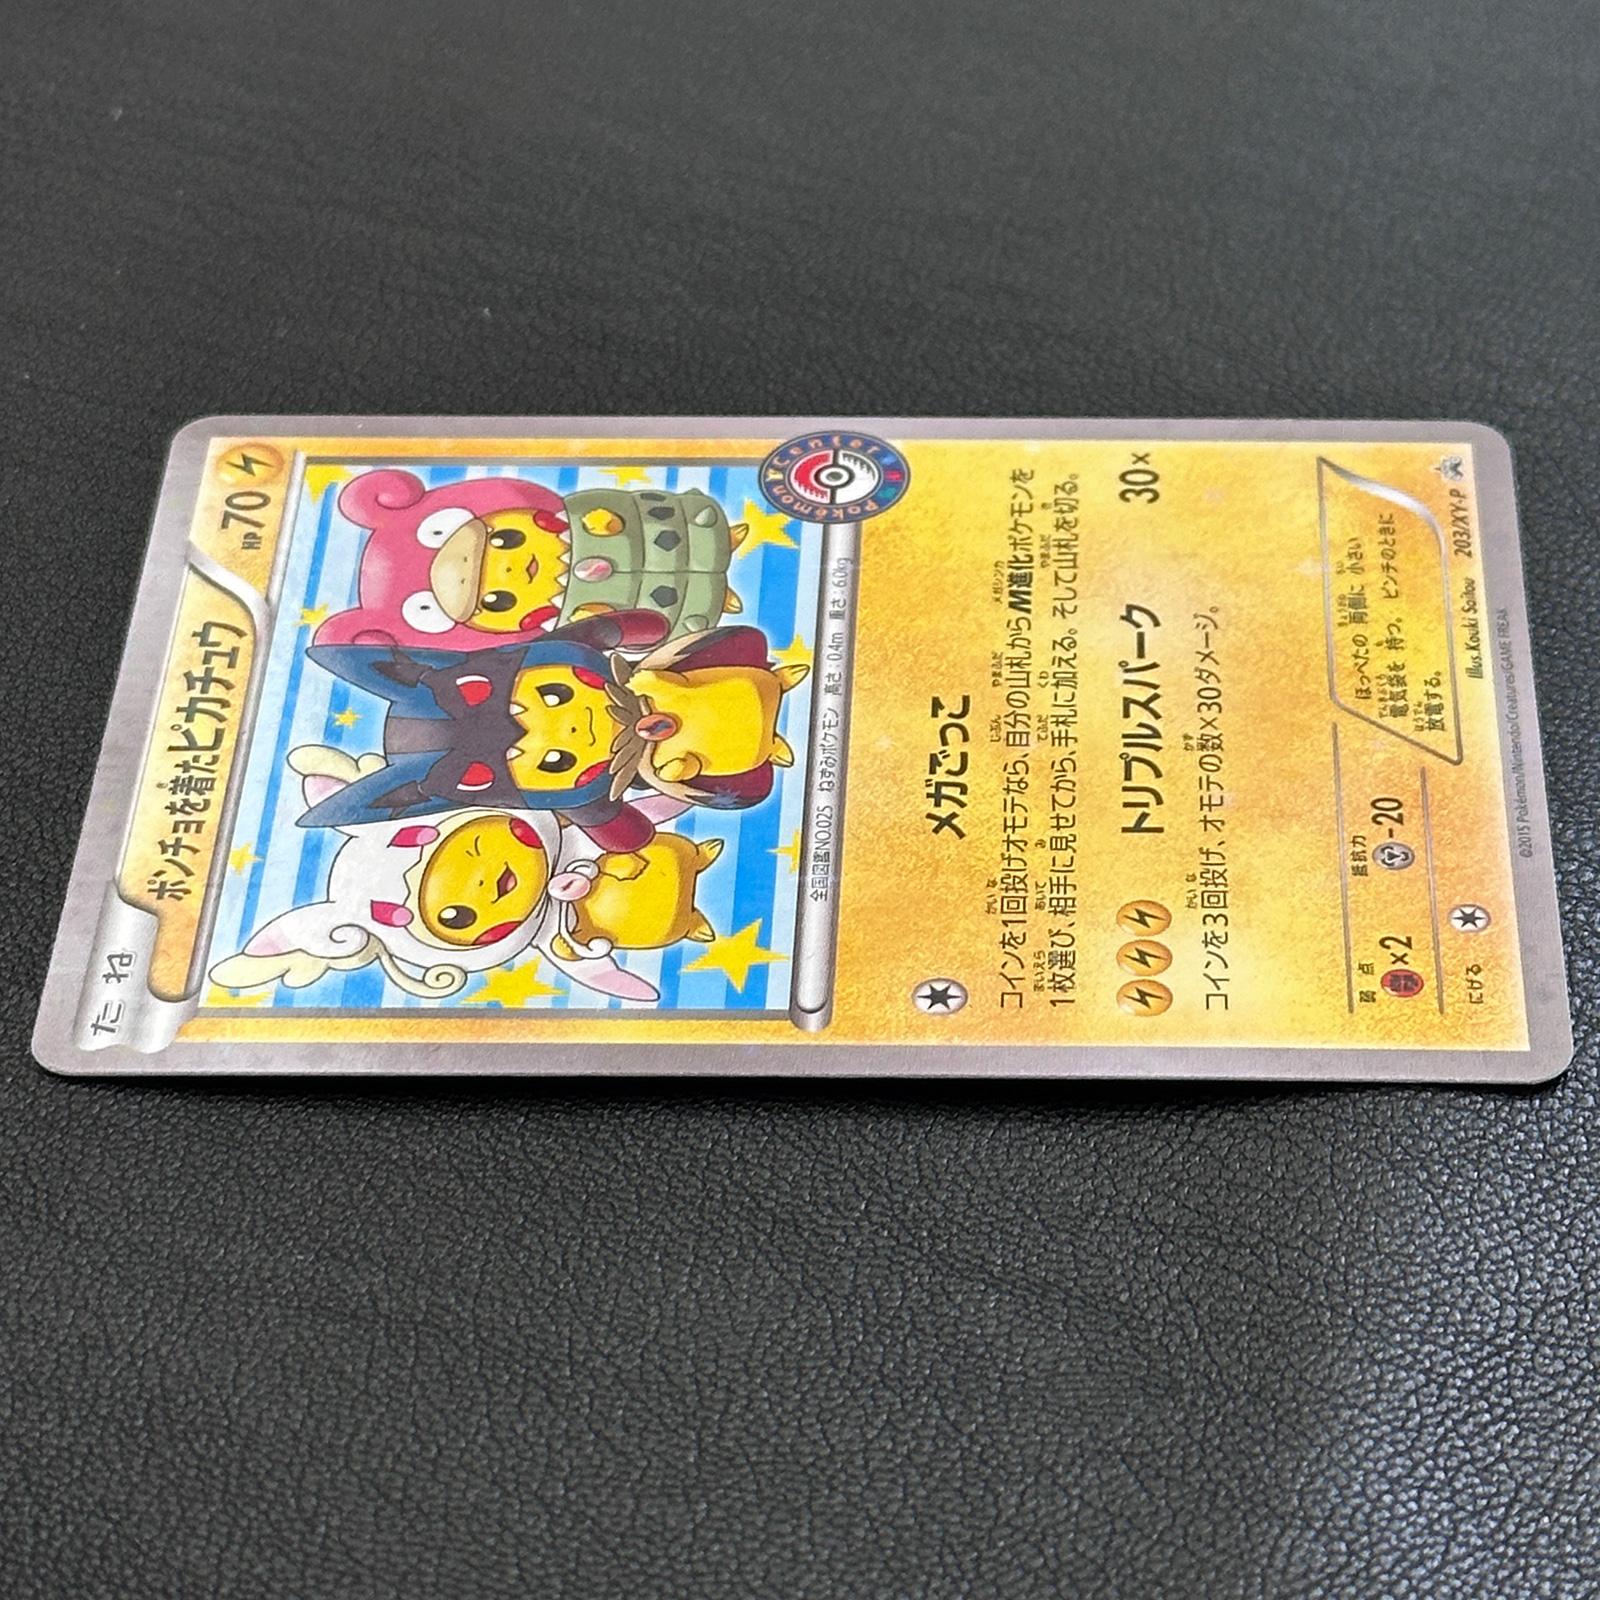 たね
ポンチョを着たピカチュウ
HP70
Pokémon Center
全国図鑑NO.025 ねずみポケモン 高さ:0.4m 重さ:6.0kg
メガごっこ
コインを1回投げオモテなら、自分の山札からM進化ポケモンを
1枚選び、相手に見せてから、手札に加える。そして山札を切る。
トリプルスパーク 30×
コインを3回投げ、オモテの数×30ダメージ。
弱点 ×2
抵抗力 -20
にげる
ほっぺたの 両側に 小さい
電気袋を 持つ。 ピンチのときに
放電する。
Illus. Kouki Saitou 203/XY-P
©2015 Pokémon/Nintendo/Creatures/GAME FREAK